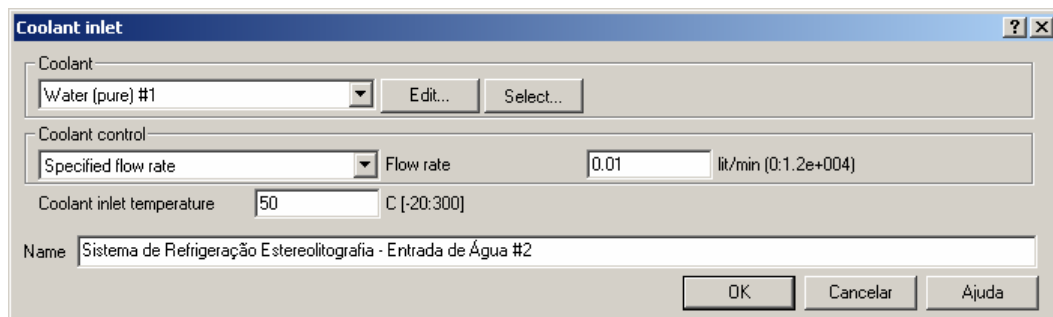 Coolant inlet
Coolant
Water (pure) #1 Edit... Select...
Coolant control
Specified flow rate Flow rate 0.01 lit/min (0:1.2e+004)
Coolant inlet temperature 50 C [-20:300]
Name Sistema de Refrigeração Estereolitografia - Entrada de Água #2
OK Cancelar Ajuda